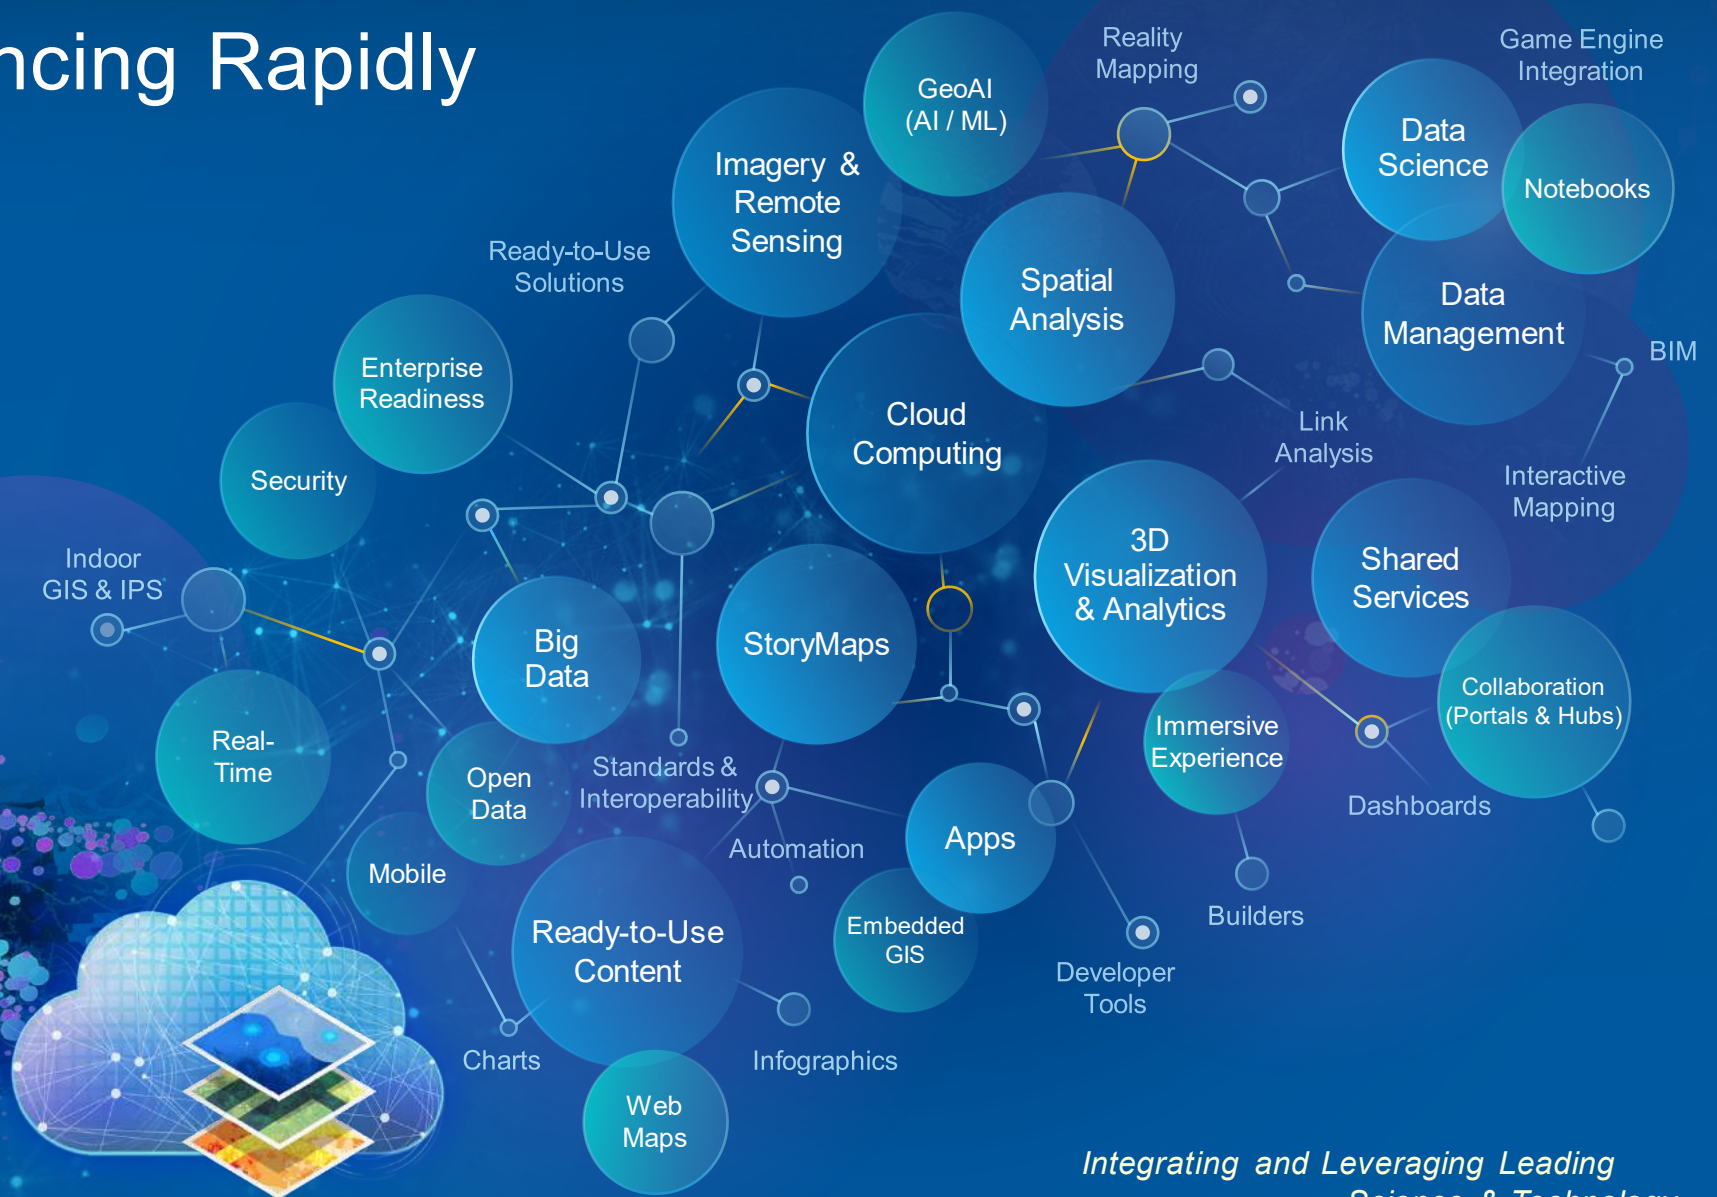 ncing Rapidly
Reality
Mapping
Game Engine
Integration
GeoAI
(AI / ML)
Data
Science
Notebooks
Imagery &
Remote
Sensing
Ready-to-Use
Solutions
Spatial
Analysis
Data
Management
BIM
Enterprise
Readiness
Cloud
Computing
Link
Analysis
Security
Interactive
Mapping
Indoor
GIS & IPS
3D
Visualization
& Analytics
Shared
Services
Big
Data
StoryMaps
Collaboration
(Portals & Hubs)
Real-
Time
Immersive
Experience
Open
Data
Standards &
Interoperability
Dashboards
Automation
Apps
Mobile
Ready-to-Use
Content
Embedded
GIS
Builders
Developer
Tools
Charts
Infographics
Web
Maps
Integrating and Leveraging Leading
Science & Technology